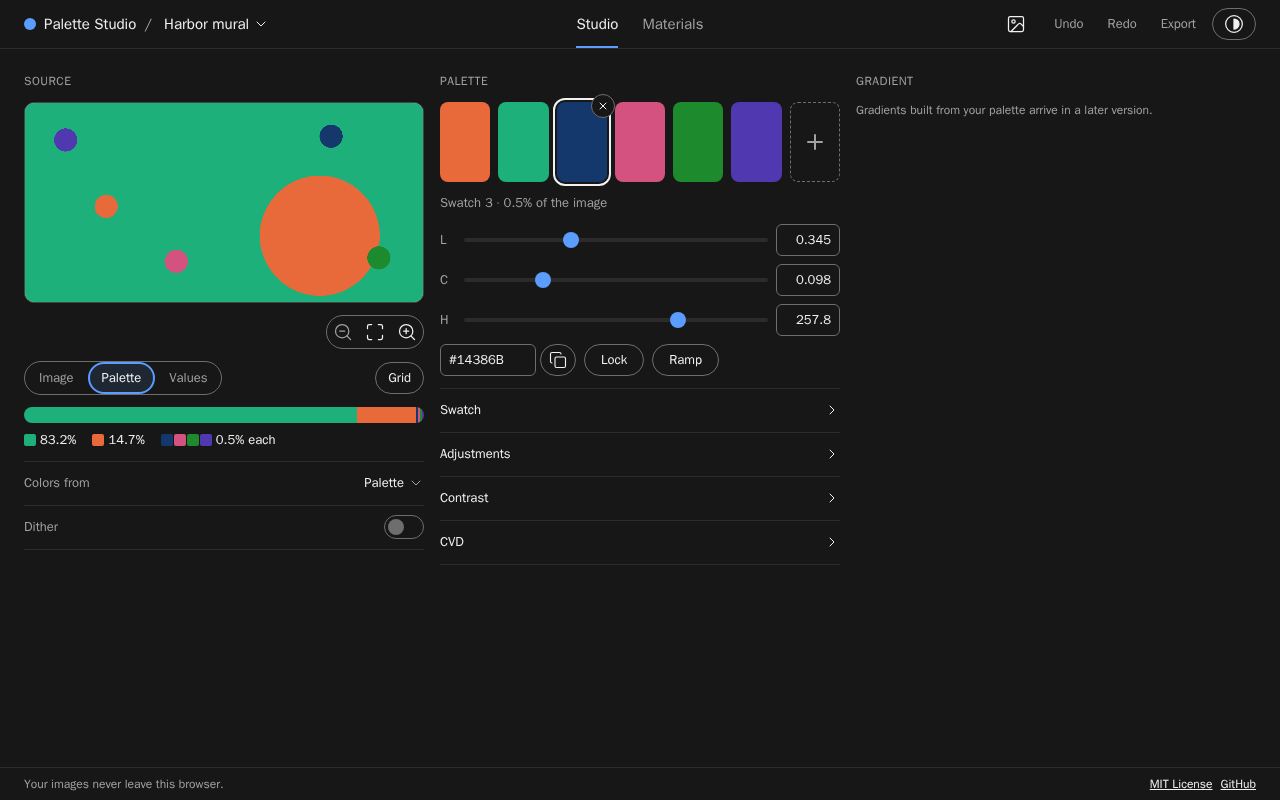 Palette Studio / Harbor mural
Studio
Materials
Undo
Redo
Export
SOURCE
Image
Palette
Values
Grid
83.2%
14.7%
0.5% each
Colors from
Palette
Dither
PALETTE
Swatch 3 · 0.5% of the image
L
0.345
C
0.098
H
257.8
#14386B
Lock
Ramp
Swatch
Adjustments
Contrast
CVD
GRADIENT
Gradients built from your palette arrive in a later version.
Your images never leave this browser.
MIT License
GitHub